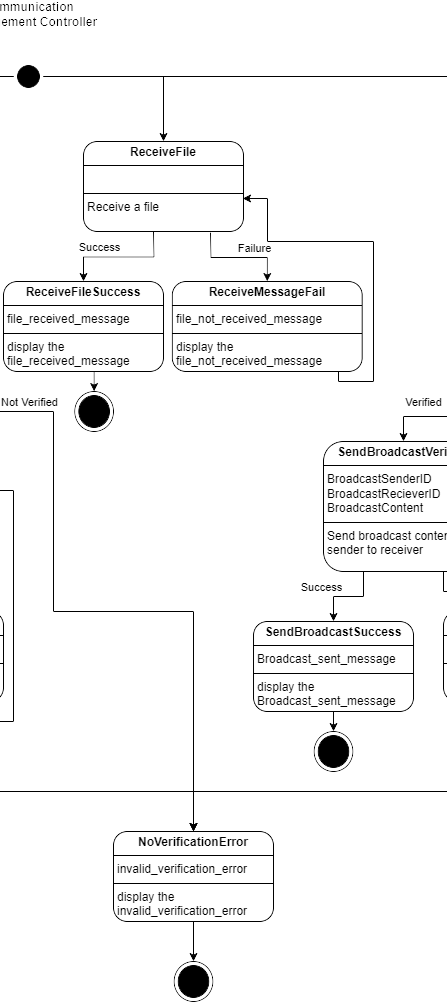 mmunication
ement Controller
ReceiveFile
Receive a file
Success
Failure
ReceiveFileSuccess
file_received_message
display the
file_received_message
ReceiveMessageFail
file_not_received_message
display the
file_not_received_message
Not Verified
Verified
SendBroadcastVeri
BroadcastSenderID
BroadcastRecieverID
BroadcastContent
Send broadcast conter
sender to receiver
Success
SendBroadcastSuccess
Broadcast_sent_message
display the
Broadcast_sent_message
NoVerificationError
invalid_verification_error
display the
invalid_verification_error